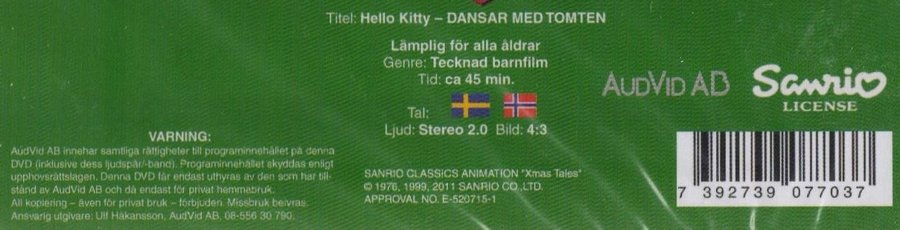 Titel: Hello Kitty – DANSAR MED TOMTEN
Lämplig för alla åldrar
Genre: Tecknad barnfilm
Tid: ca 45 min.
Tal:
Ljud: Stereo 2.0 Bild: 4:3
AUDVID AB
Sanrio
LICENSE
VARNING:
AudVid AB innehar samtliga rättigheter till programinnehållet på denna
DVD (inklusive dess ljudspår/-band). Programinnehållet skyddas enligt
upphovsrättslagen. Denna DVD får endast uthyras av den som har till-
stånd av AudVid AB och då endast för privat hemmebruk.
All kopiering – även för privat bruk – förbjuden. Missbruk beivras.
Ansvarig utgivare: Ulf Håkansson, AudVid AB. 08-556 30 790.
SANRIO CLASSICS ANIMATION "Xmas Tales"
© 1976, 1999, 2011 SANRIO CO.,LTD.
APPROVAL NO. E-520715-1
7 392739 077037